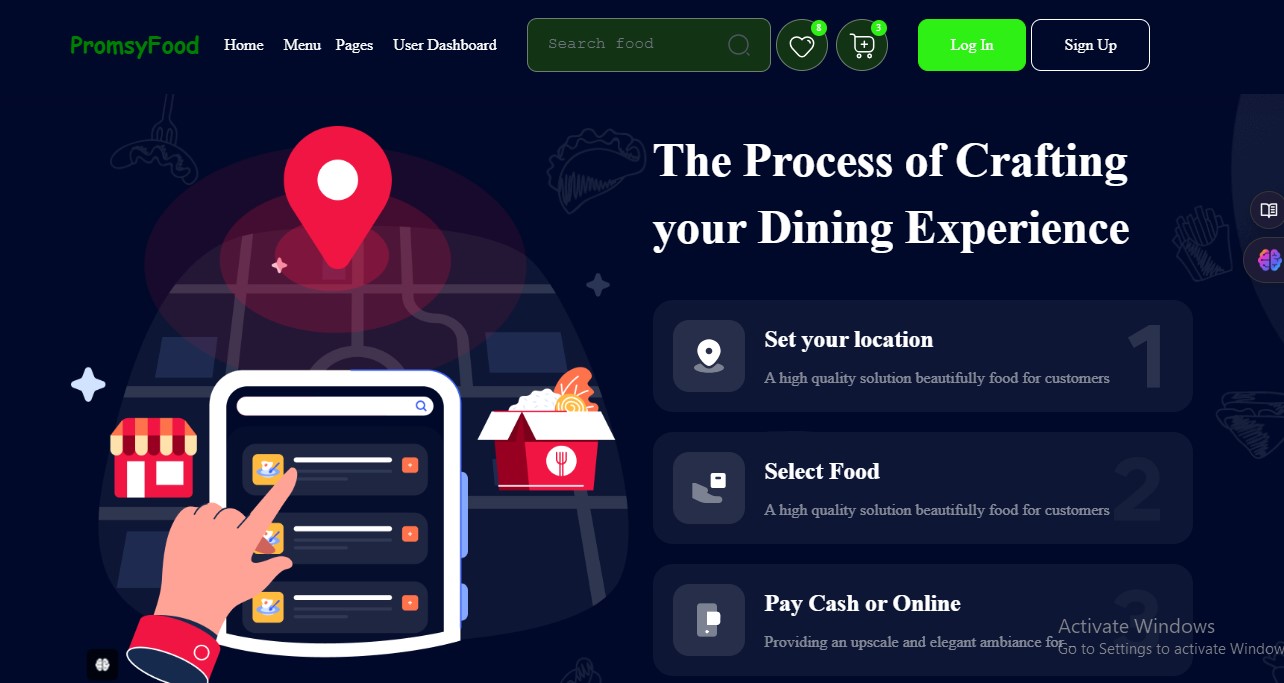 PromsyFood
Home
Menu
Pages
User Dashboard
Search food
8
3
Log In
Sign Up
The Process of Crafting
your Dining Experience
Set your location
A high quality solution beautifully food for customers
1
Select Food
A high quality solution beautifully food for customers
2
Pay Cash or Online
Providing an upscale and elegant ambiance for
3
Activate Windows
Go to Settings to activate Window